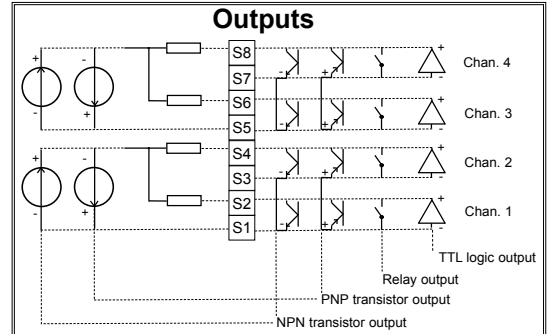 Outputs
+ - S8 - + + Chan. 4
S7 -
- + S6 + Chan. 3
S5 - + -
+ - S4 + Chan. 2
S3 - + -
S2 + Chan. 1
- + S1 - + -
TTL logic output
Relay output
PNP transistor output
NPN transistor output